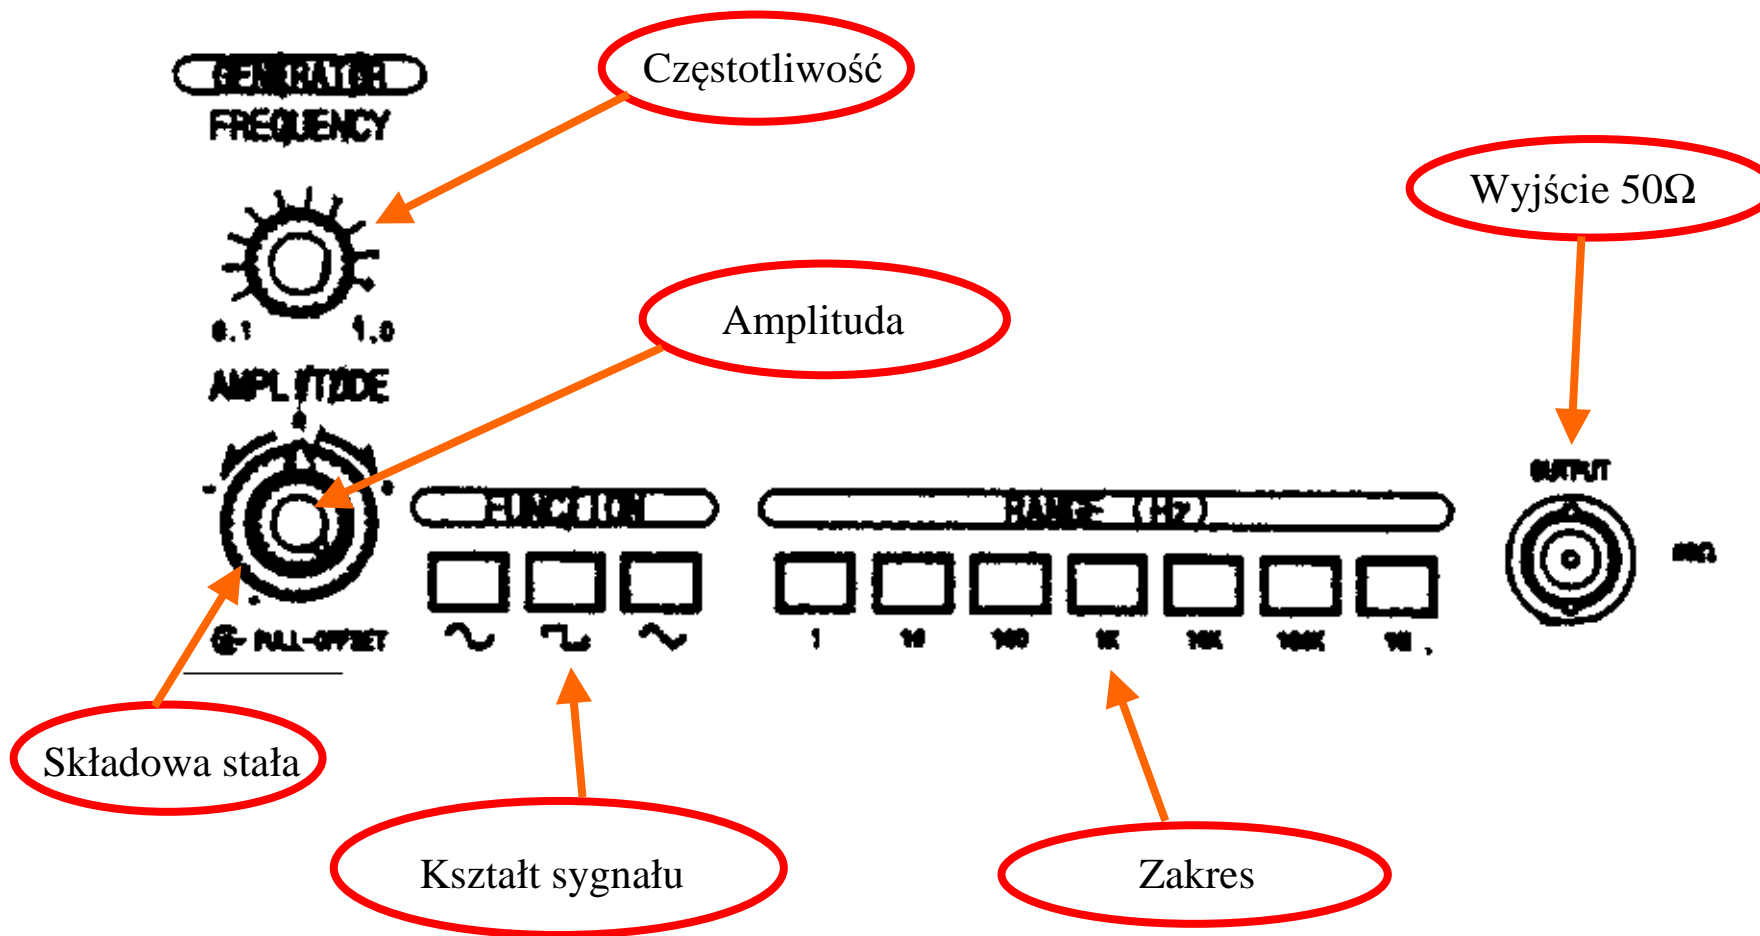 Częstotliwość
GENERATOR
FREQUENCY
Wyjście 50Ω
0.1 1.0
Amplituda
AMPLITUDE
- +
OUTPUT
FUNCTION RANGE (Hz)
50Ω
1 10 100 1K 10K 100K 1M
PULL-OFFSET
Składowa stała
Kształt sygnału
Zakres